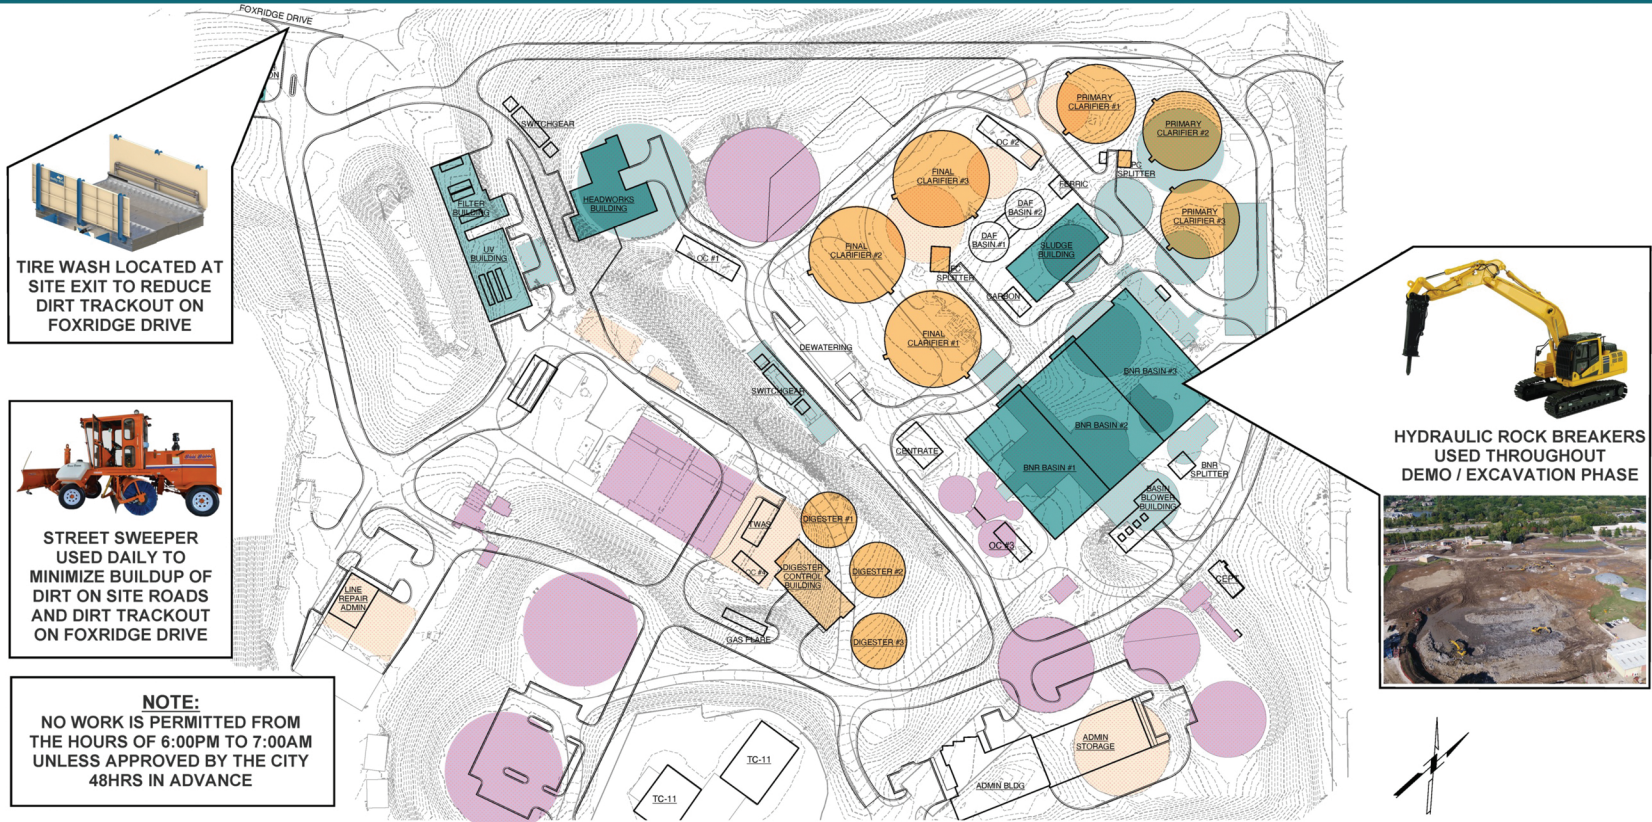 FOXRIDGE DRIVE
ON
SWITCHGEAR
FILTER
BUILDING
UV
BUILDING
HEADWORKS
BUILDING
OC #1
FINAL
CLARIFIER #3
FINAL
CLARIFIER #2
FINAL
CLARIFIER #1
OC #2
PRIMARY
CLARIFIER #1
PRIMARY
CLARIFIER #2
PRIMARY
CLARIFIER #3
PC
SPLITTER
FERRIC
DAF
BASIN #2
DAF
BASIN #1
SLUDGE
BUILDING
FC
SPLITTER
CARBON
DEWATERING
SWITCHGEAR
CENTRATE
BNR BASIN #3
BNR BASIN #2
BNR BASIN #1
BNR
SPLITTER
BASIN
BLOWER
BUILDING
OC #3
CEPT
TWAS
OC #4
DIGESTER #1
DIGESTER
CONTROL
BUILDING
DIGESTER #2
DIGESTER #3
GAS FLARE
LINE
REPAIR
ADMIN
TC-11
TC-11
ADMIN
STORAGE
ADMIN BLDG
TIRE WASH LOCATED AT
SITE EXIT TO REDUCE
DIRT TRACKOUT ON
FOXRIDGE DRIVE
STREET SWEEPER
USED DAILY TO
MINIMIZE BUILDUP OF
DIRT ON SITE ROADS
AND DIRT TRACKOUT
ON FOXRIDGE DRIVE
NOTE:
NO WORK IS PERMITTED FROM
THE HOURS OF 6:00PM TO 7:00AM
UNLESS APPROVED BY THE CITY
48HRS IN ADVANCE
HYDRAULIC ROCK BREAKERS
USED THROUGHOUT
DEMO / EXCAVATION PHASE